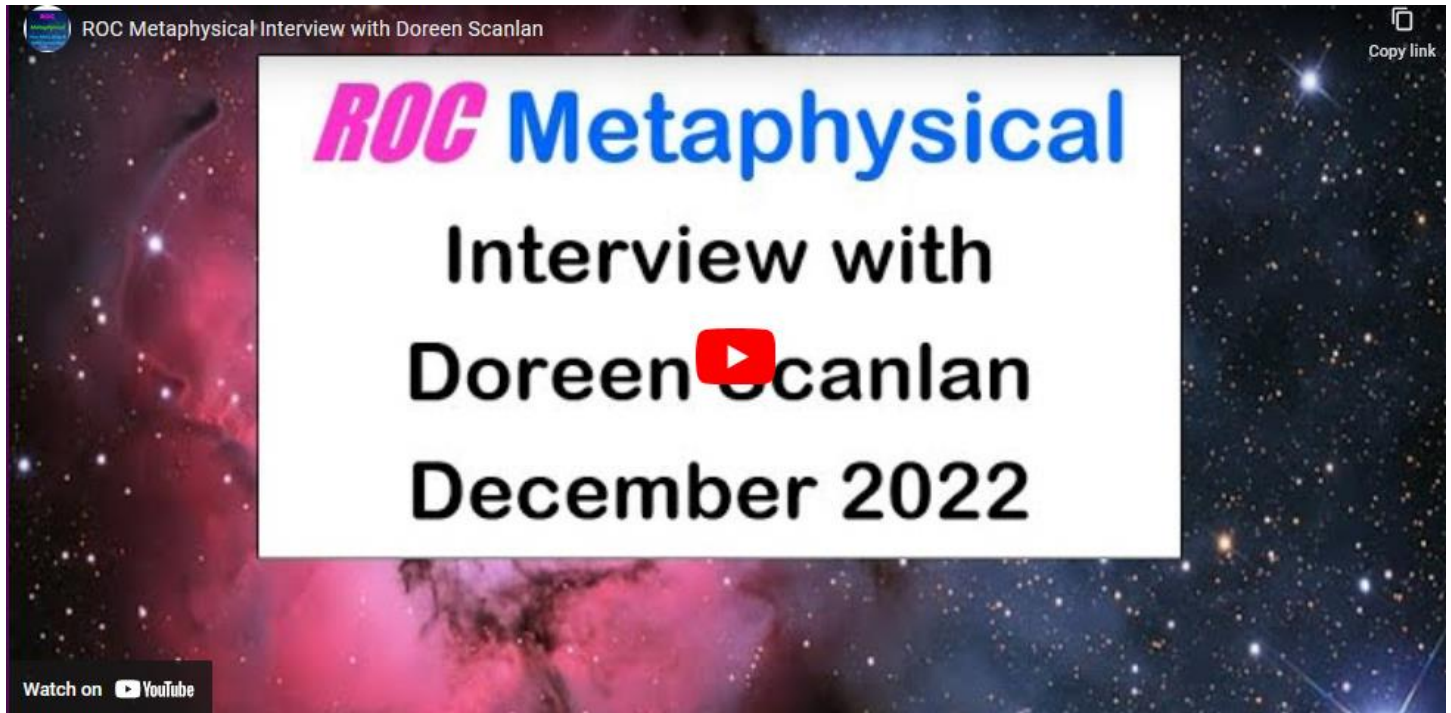 ROC Metaphysical Interview with Doreen Scanlan
Copy link
ROC Metaphysical
Interview with
Doreen Scanlan
December 2022
Watch on YouTube